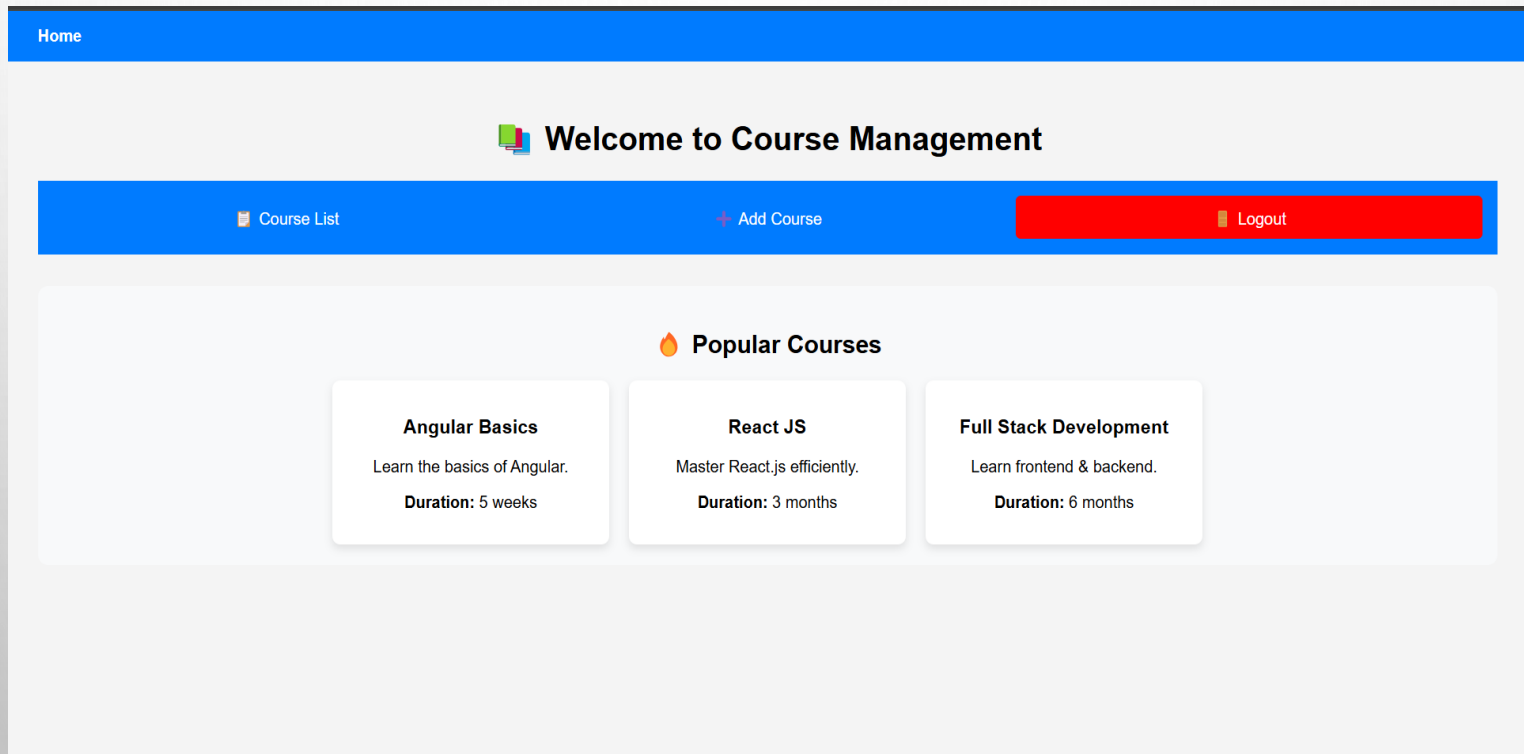 Home
📚 Welcome to Course Management
📋 Course List
➕ Add Course
🚪 Logout
🔥 Popular Courses
Angular Basics
Learn the basics of Angular.
Duration: 5 weeks
React JS
Master React.js efficiently.
Duration: 3 months
Full Stack Development
Learn frontend & backend.
Duration: 6 months